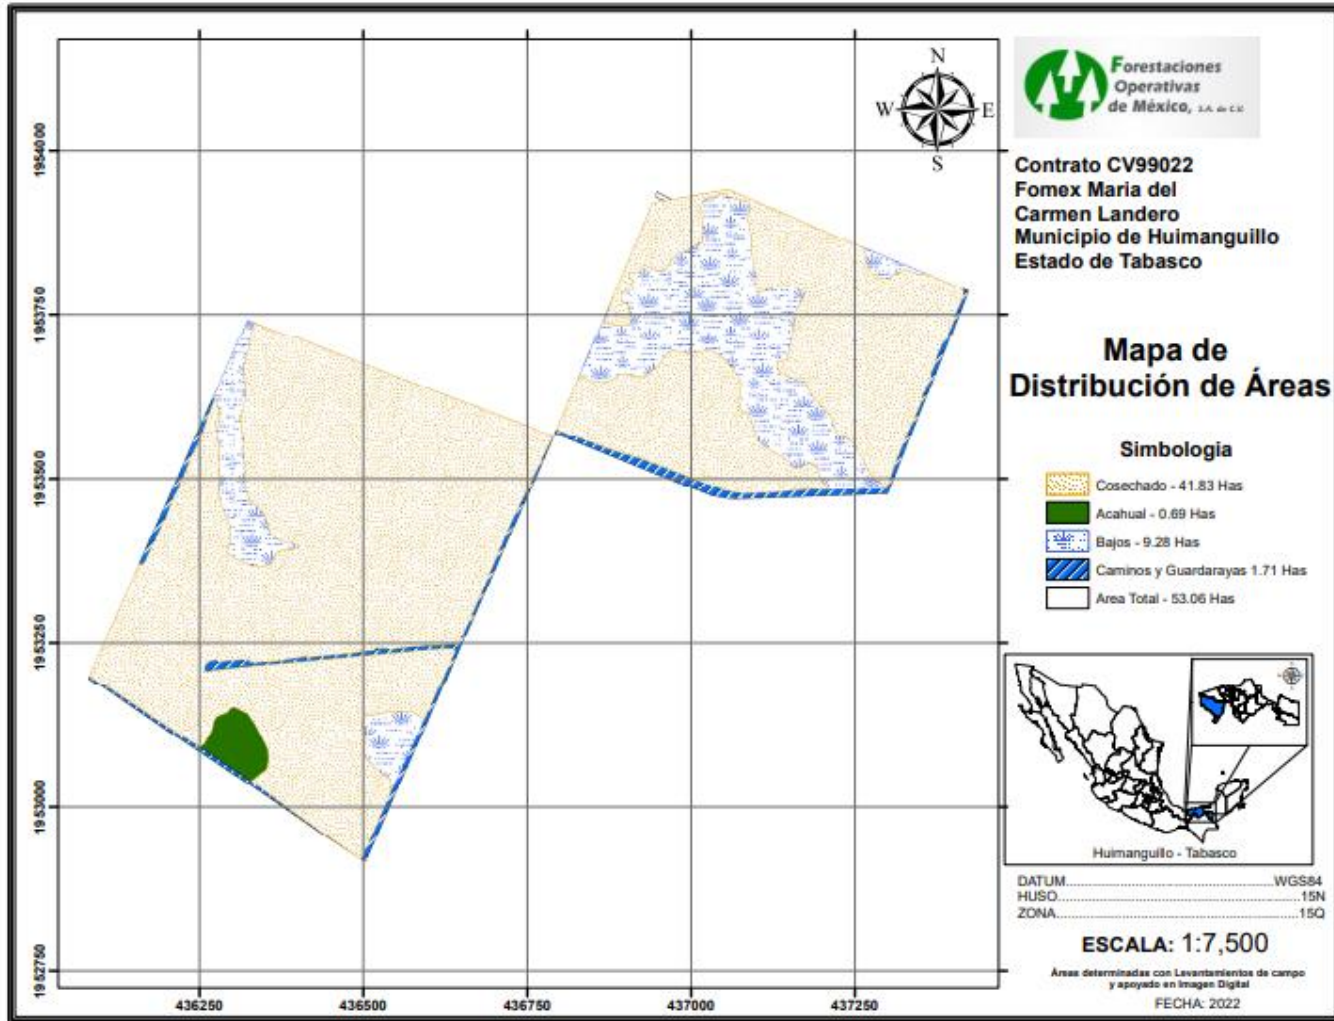 N
W
E
S
Forestaciones
Operativas
de México, S.A. de C.V.
Contrato CV99022
Fomex Maria del
Carmen Landero
Municipio de Huimanguillo
Estado de Tabasco
Mapa de
Distribución de Áreas
Simbologia
Cosechado - 41.83 Has
Acahual - 0.69 Has
Bajos - 9.28 Has
Caminos y Guardarayas 1.71 Has
Area Total - 53.06 Has
Huimanguillo - Tabasco
DATUM WGS84
HUSO 15N
ZONA 15Q
ESCALA: 1:7,500
Áreas determinadas con Levantamientos de campo
y apoyado en Imagen Digital
FECHA: 2022
1954000
1953750
1953500
1953250
1953000
1952750
436250 436500 436750 437000 437250